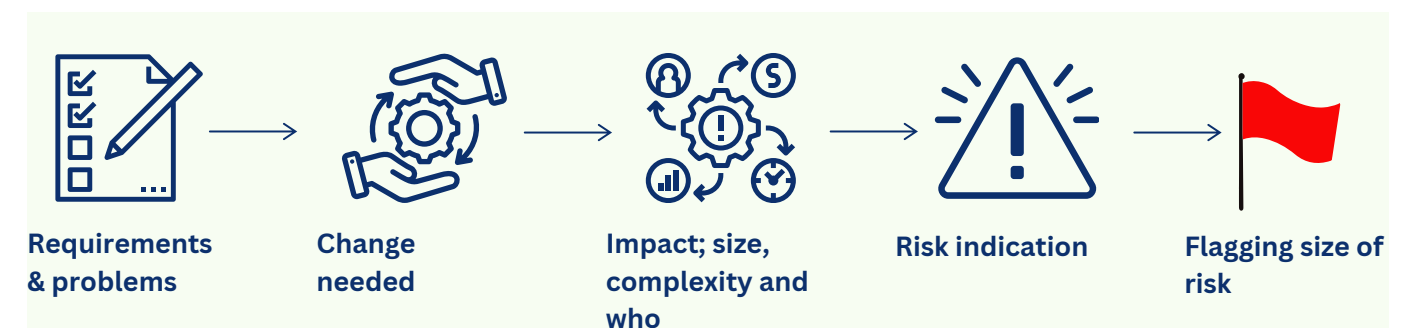 Requirements
& problems
Change
needed
Impact; size,
complexity and
who
Risk indication
Flagging size of
risk